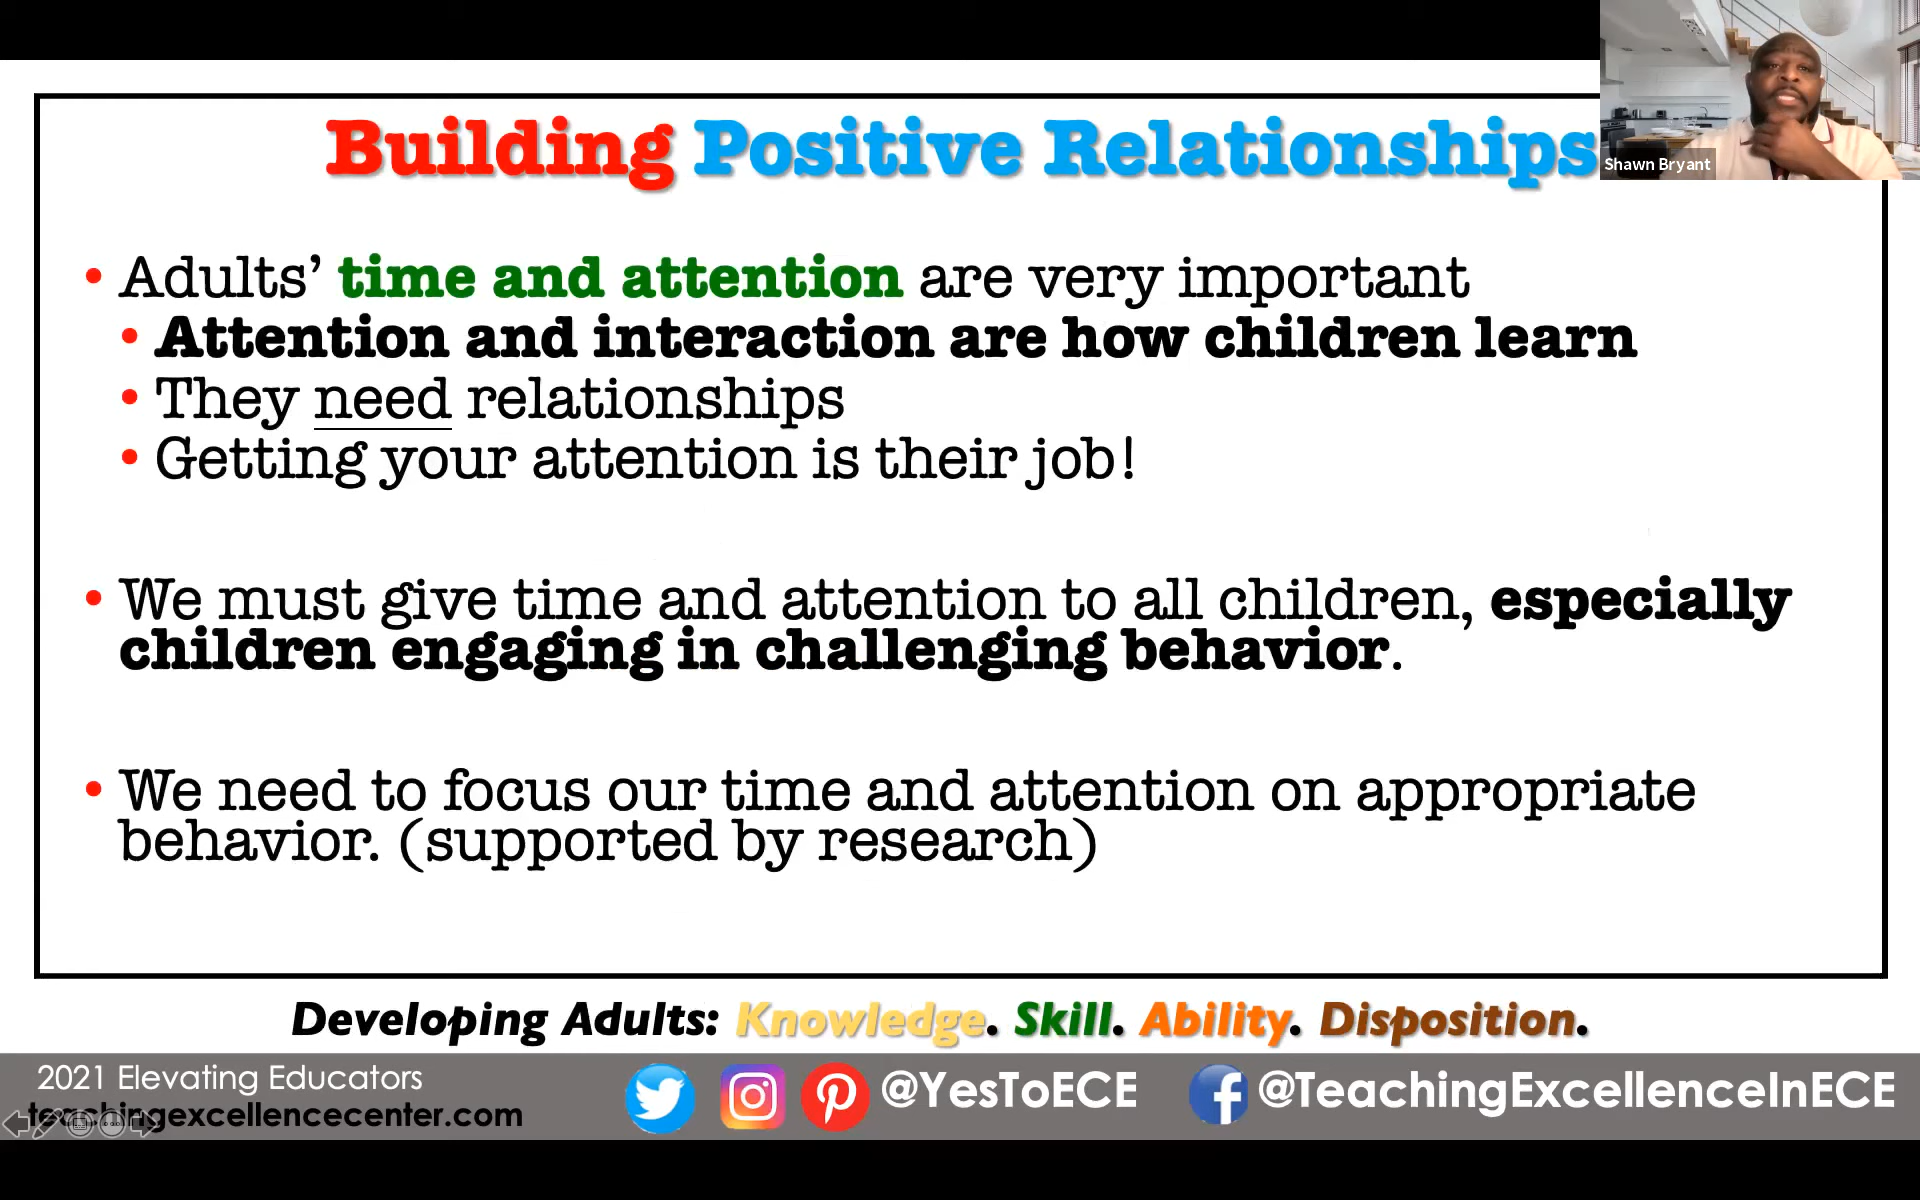 Building Positive Relationships
Shawn Bryant
• Adults’ time and attention are very important
• Attention and interaction are how children learn
• They need relationships
• Getting your attention is their job!
• We must give time and attention to all children, especially
children engaging in challenging behavior.
• We need to focus our time and attention on appropriate
behavior. (supported by research)
Developing Adults: Knowledge. Skill. Ability. Disposition.
2021 Elevating Educators
teachingexcellencecenter.com
@YesToECE
@TeachingExcellenceInECE